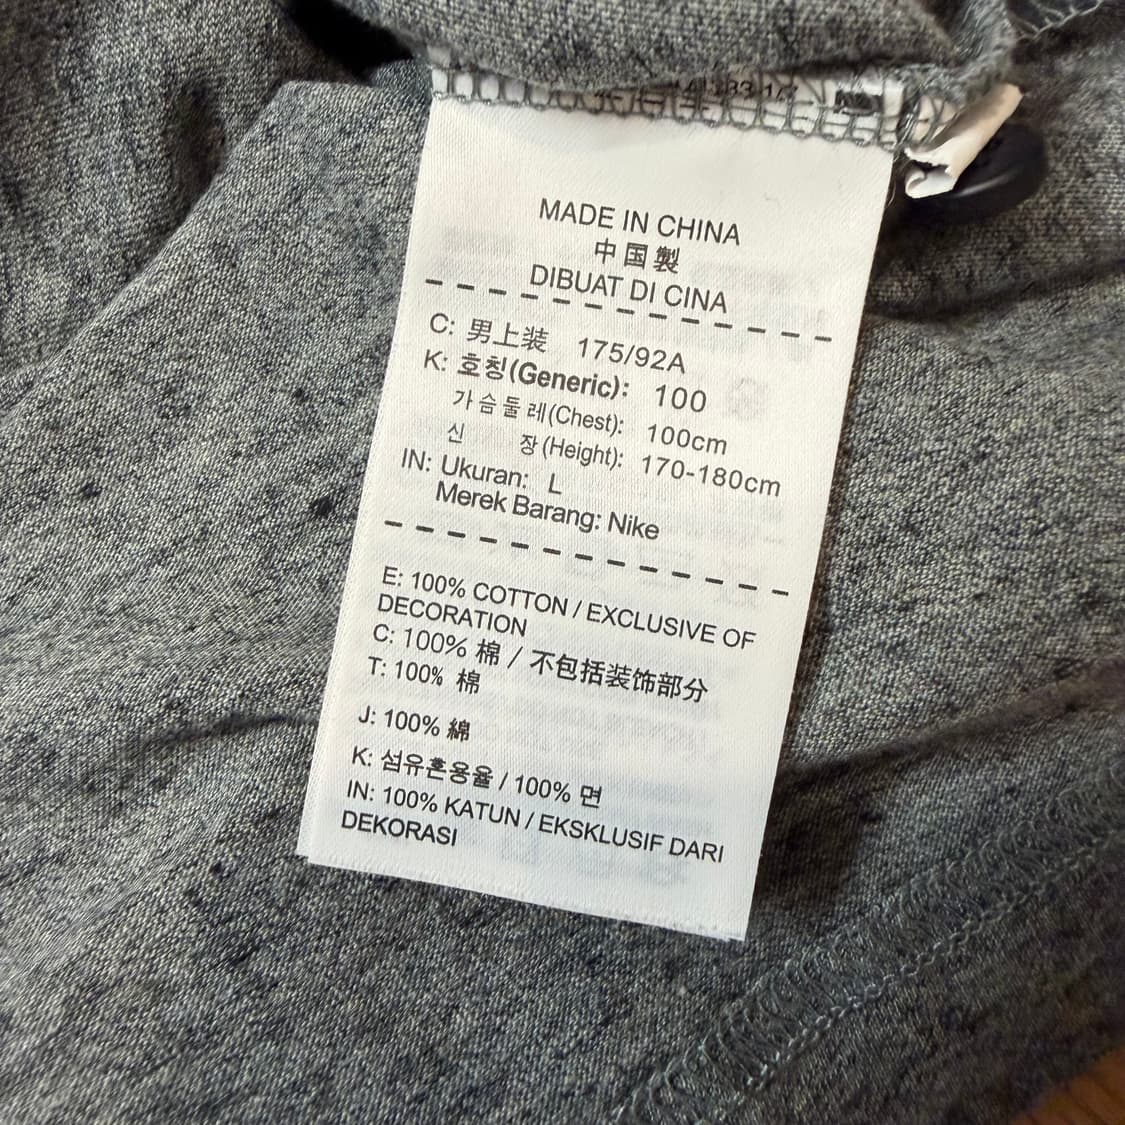 MADE IN CHINA
中国製
DIBUAT DI CINA
C: 男上装 175/92A
K: 호칭(Generic): 100
가슴둘레(Chest): 100cm
신 장(Height): 170-180cm
IN: Ukuran: L
Merek Barang: Nike
E: 100% COTTON / EXCLUSIVE OF
DECORATION
C: 100% 棉 / 不包括装饰部分
T: 100% 棉
J: 100% 綿
K: 섬유혼용율 / 100% 면
IN: 100% KATUN / EKSKLUSIF DARI
DEKORASI